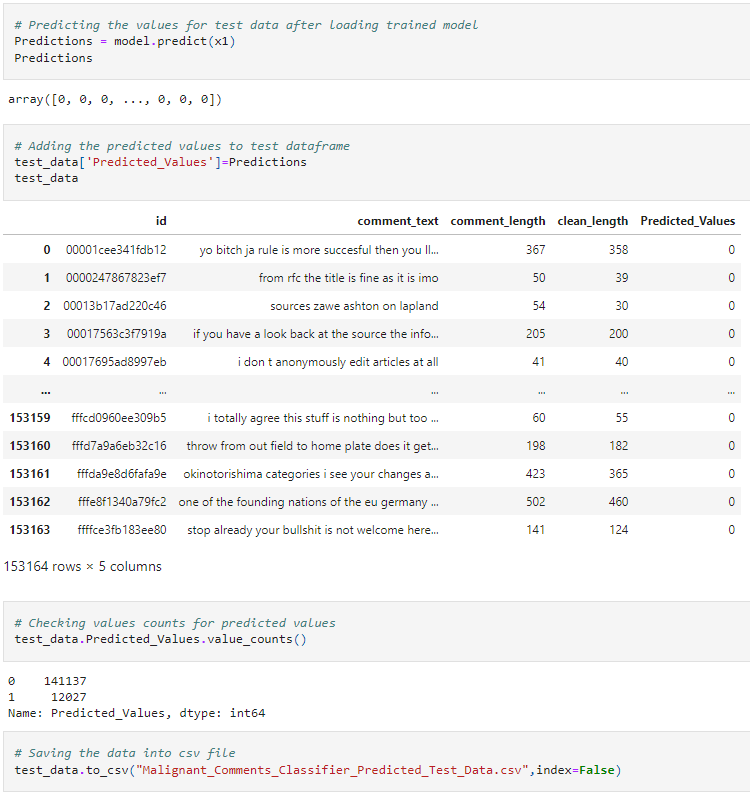 # Predicting the values for test data after loading trained model
Predictions = model.predict(x1)
Predictions
array([0, 0, 0, ..., 0, 0, 0])
# Adding the predicted values to test dataframe
test_data['Predicted_Values']=Predictions
test_data
id comment_text comment_length clean_length Predicted_Values
0 00001cee341fdb12 yo bitch ja rule is more succesful then you ll... 367 358 0
1 0000247867823ef7 from rfc the title is fine as it is imo 50 39 0
2 00013b17ad220c46 sources zawe ashton on lapland 54 30 0
3 00017563c3f7919a if you have a look back at the source the info... 205 200 0
4 00017695ad8997eb i don t anonymously edit articles at all 41 40 0
... ... ... ... ... ...
153159 fffcd0960ee309b5 i totally agree this stuff is nothing but too ... 60 55 0
153160 fffd7a9a6eb32c16 throw from out field to home plate does it get... 198 182 0
153161 fffda9e8d6fafa9e okinotorishima categories i see your changes a... 423 365 0
153162 fffe8f1340a79fc2 one of the founding nations of the eu germany ... 502 460 0
153163 ffffce3fb183ee80 stop already your bullshit is not welcome here... 141 124 0
153164 rows × 5 columns
# Checking values counts for predicted values
test_data.Predicted_Values.value_counts()
0 141137
1 12027
Name: Predicted_Values, dtype: int64
# Saving the data into csv file
test_data.to_csv("Malignant_Comments_Classifier_Predicted_Test_Data.csv",index=False)